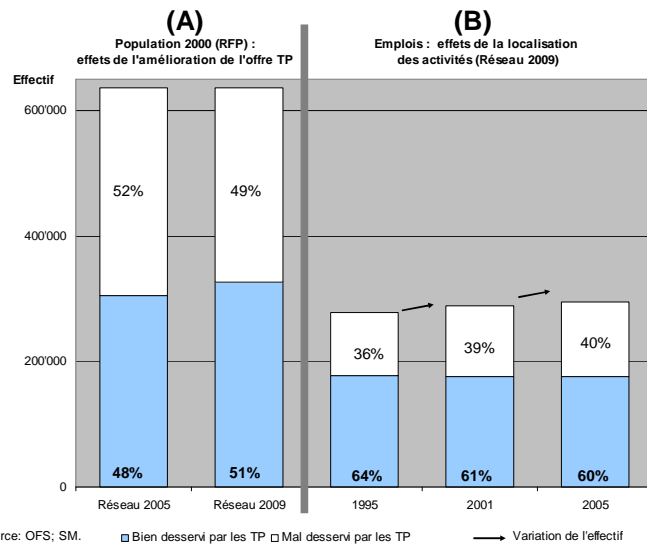 (A)
Population 2000 (RFP) :
effets de l'amélioration de l'offre TP
(B)
Emplois : effets de la localisation
des activités (Réseau 2009)
Effectif
600'000
400'000
200'000
0
52%
49%
48%
51%
36%
39%
40%
64%
61%
60%
Réseau 2005
Réseau 2009
1995
2001
2005
rce: OFS; SM.
Bien desservi par les TP
Mal desservi par les TP
Variation de l'effectif